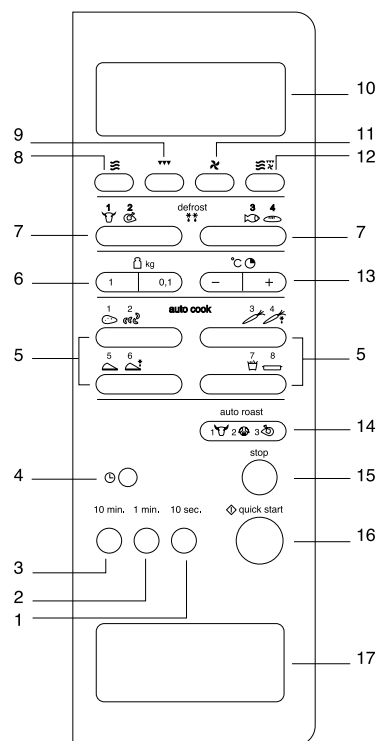 10
9
11
8
12
1 2 defrost 3 4
7
7
kg °C
6
1 0,1 − +
13
auto cook
1 2 3 4
5
5
5 6 7 8
auto roast
1 2 3
14
stop
4
15
10 min. 1 min. 10 sec. quick start
16
3
2
1
17